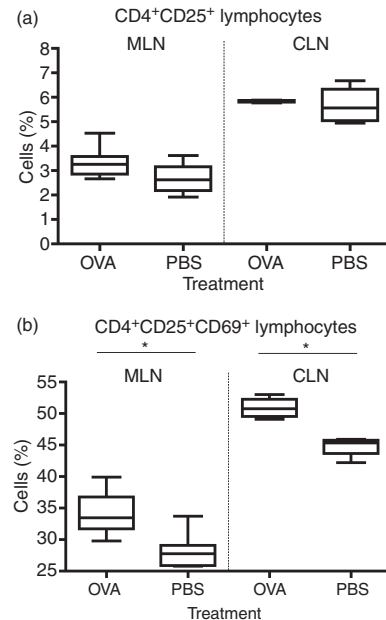 (a) CD4⁺CD25⁺ lymphocytes
MLN CLN
8
7
6
5
4
3
2
1
0
Cells (%)
OVA PBS OVA PBS
Treatment
(b) CD4⁺CD25⁺CD69⁺ lymphocytes
* *
MLN CLN
55
50
45
40
35
30
25
Cells (%)
OVA PBS OVA PBS
Treatment